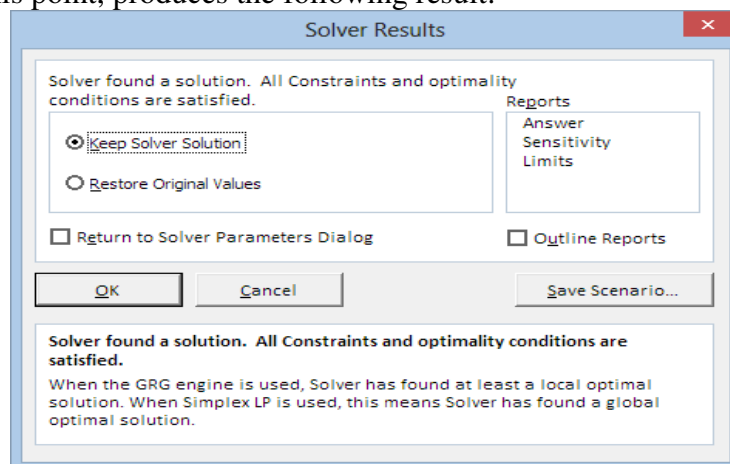 is point, produces the following result.
Solver Results
Solver found a solution. All Constraints and optimality
conditions are satisfied.
Reports
Keep Solver Solution
Restore Original Values
Answer
Sensitivity
Limits
Return to Solver Parameters Dialog
Outline Reports
OK
Cancel
Save Scenario...
Solver found a solution. All Constraints and optimality conditions are
satisfied.
When the GRG engine is used, Solver has found at least a local optimal
solution. When Simplex LP is used, this means Solver has found a global
optimal solution.